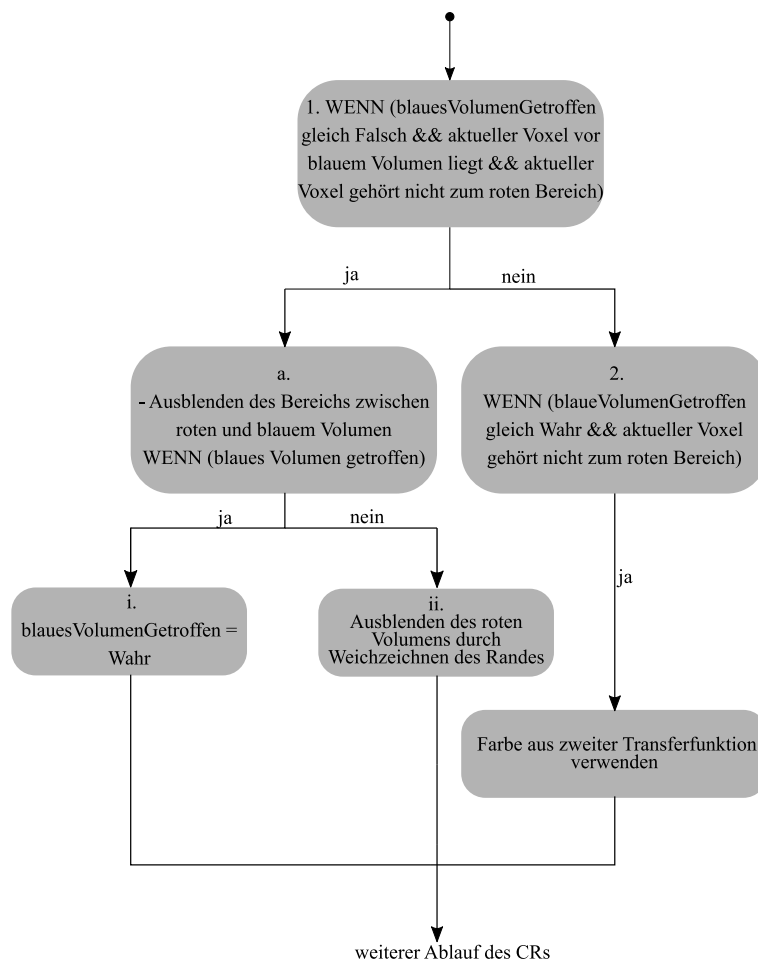 1. WENN (blauesVolumenGetroffen
gleich Falsch && aktueller Voxel vor
blauem Volumen liegt && aktueller
Voxel gehört nicht zum roten Bereich)
ja
nein
a.
- Ausblenden des Bereichs zwischen
roten und blauem Volumen
WENN (blaues Volumen getroffen)
2.
WENN (blaueVolumenGetroffen
gleich Wahr && aktueller Voxel
gehört nicht zum roten Bereich)
ja
nein
ja
i.
blauesVolumenGetroffen =
Wahr
ii.
Ausblenden des roten
Volumens durch
Weichzeichnen des Randes
Farbe aus zweiter Transferfunktion
verwenden
weiterer Ablauf des CRs